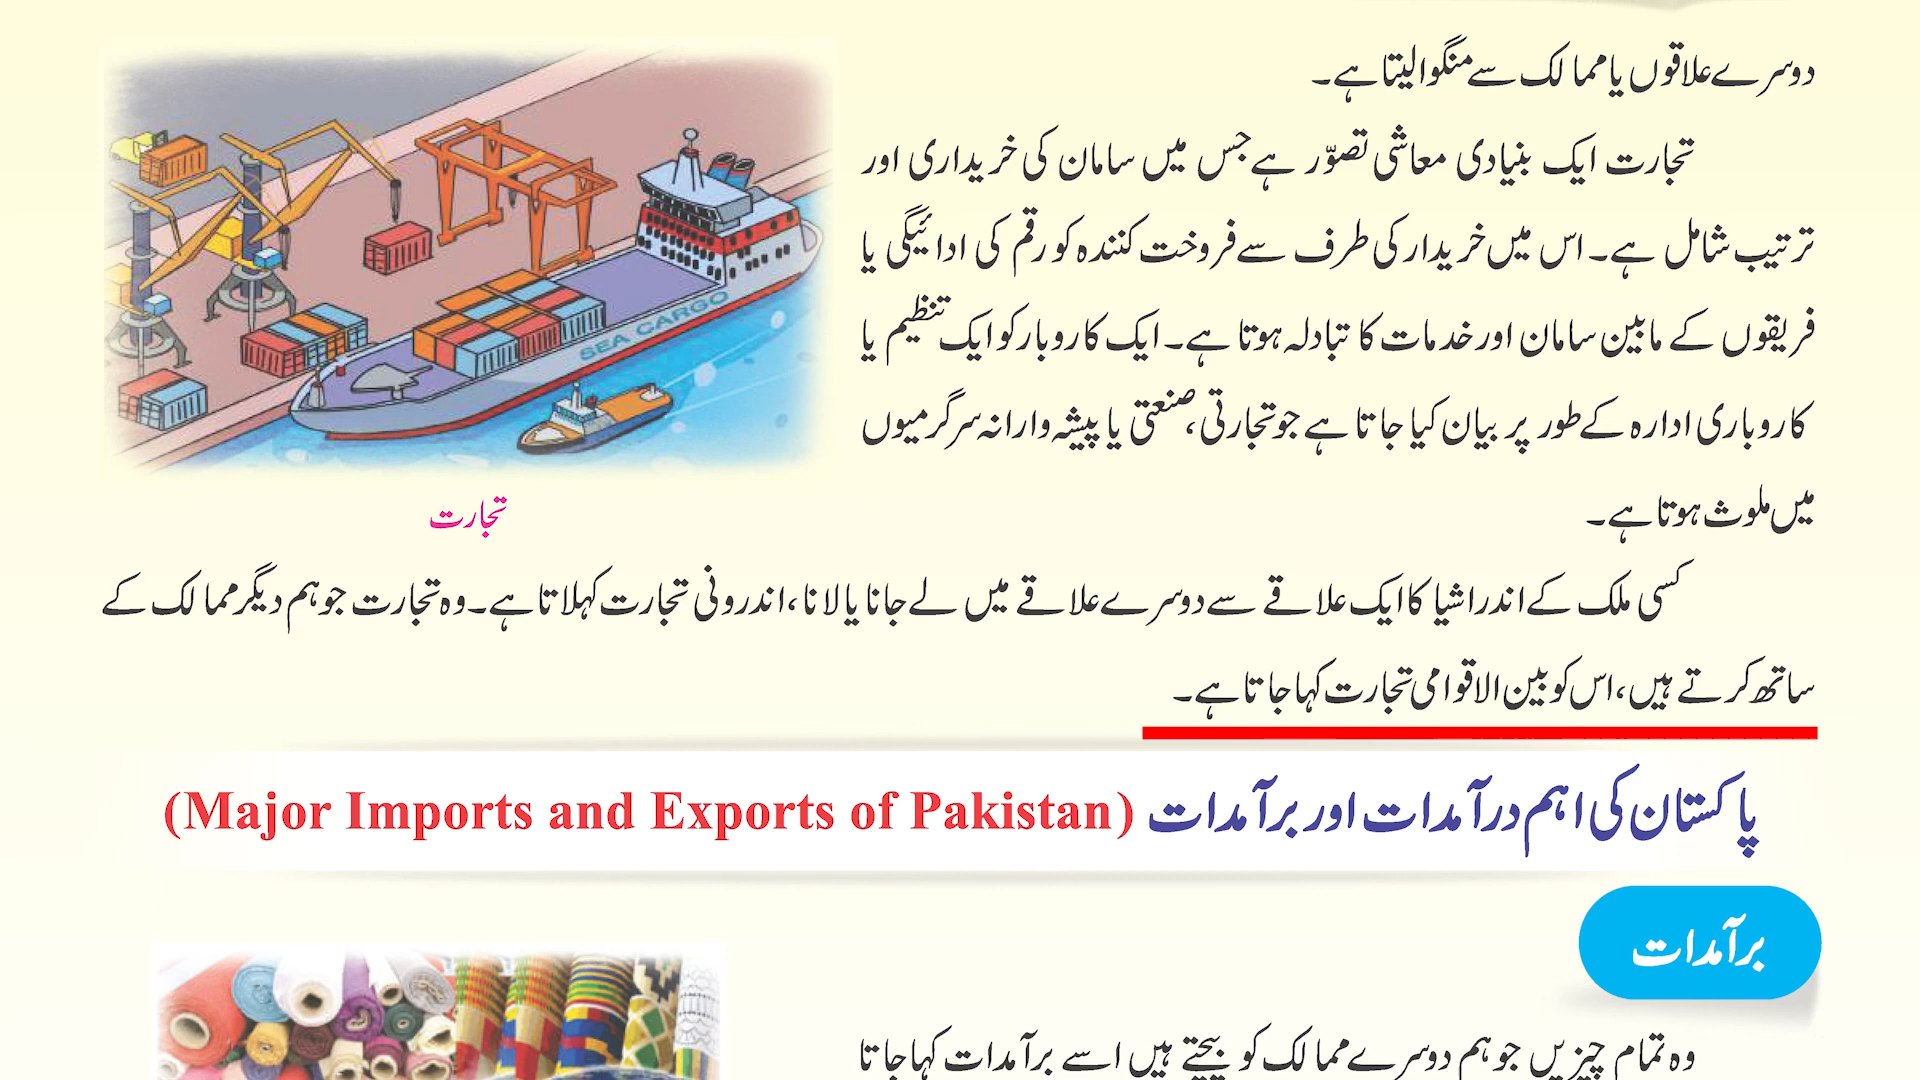 دوسرے علاقوں یا ممالک سے منگوا لیتا ہے۔
تجارت ایک بنیادی معاشی تصوّر ہے جس میں سامان کی خریداری اور
ترتیب شامل ہے۔ اس میں خریدار کی طرف سے فروخت کنندہ کو رقم کی ادائیگی یا
فریقوں کے مابین سامان اور خدمات کا تبادلہ ہوتا ہے۔ ایک کاروبار کو ایک تنظیم یا
کاروباری ادارہ کے طور پر بیان کیا جاتا ہے جو تجارتی، صنعتی یا پیشہ وارانہ سرگرمیوں
میں ملوث ہوتا ہے۔
SEA CARGO
تجارت
کسی ملک کے اندر اشیا کا ایک علاقے سے دوسرے علاقے میں لے جانا یا لانا، اندرونی تجارت کہلاتا ہے۔ وہ تجارت جو ہم دیگر ممالک کے
ساتھ کرتے ہیں، اس کو بین الاقوامی تجارت کہا جاتا ہے۔
پاکستان کی اہم درآمدات اور برآمدات (Major Imports and Exports of Pakistan)
برآمدات
وہ تمام چیزیں جو ہم دوسرے ممالک کو بیچتے ہیں اسے برآمدات کہا جاتا